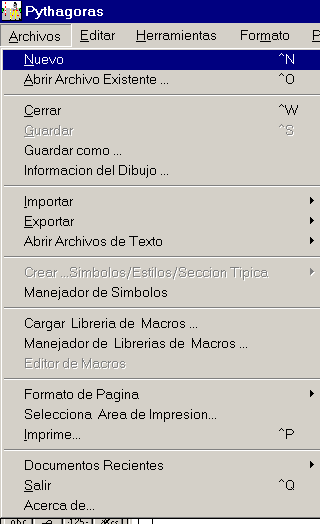 Pythagoras
Archivos Editar Herramientas Formato
Nuevo ^N
Abrir Archivo Existente ... ^O
Cerrar ^W
Guardar ^S
Guardar como ...
Informacion del Dibujo ...
Importar
Exportar
Abrir Archivos de Texto
Crear ...Simbolos/Estilos/Seccion Tipica
Manejador de Simbolos
Cargar Libreria de Macros ...
Manejador de Librerias de Macros ...
Editor de Macros
Formato de Pagina
Selecciona Area de Impresion...
Imprime... ^P
Documentos Recientes
Salir ^Q
Acerca de...